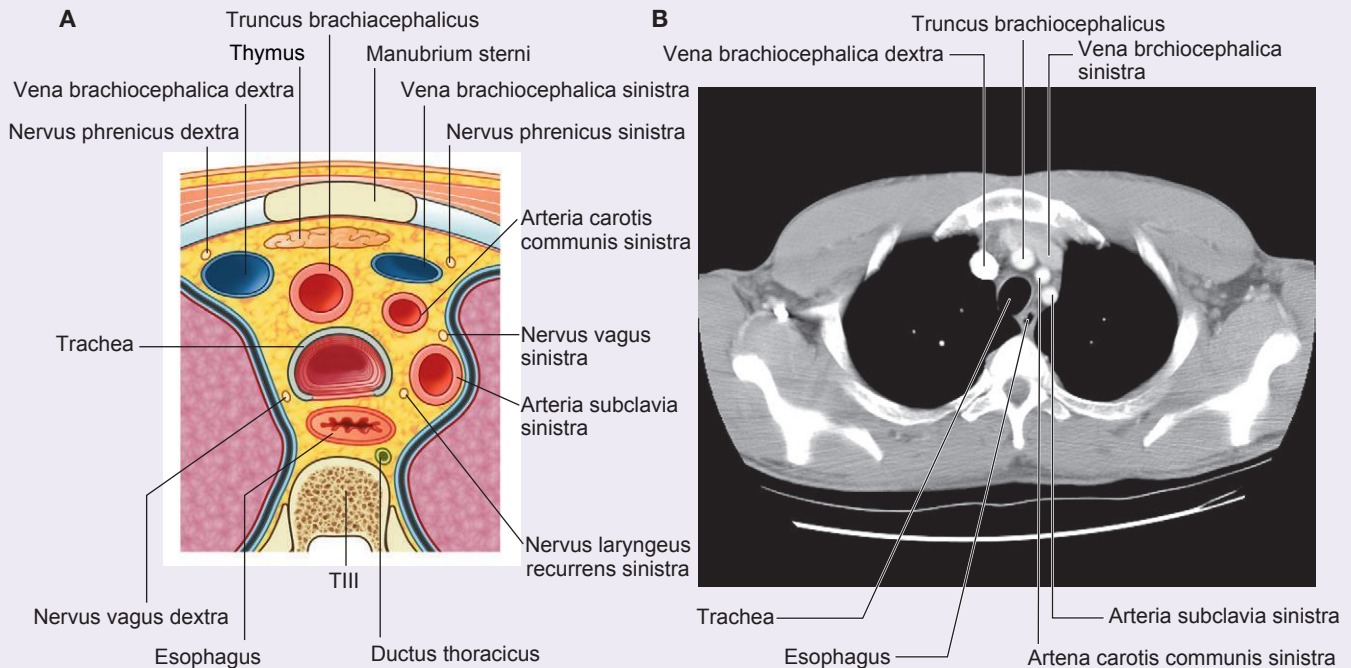 A
Truncus brachiacephalicus
Thymus
Manubrium sterni
Vena brachiocephalica dextra
Vena brachiocephalica sinistra
Nervus phrenicus dextra
Nervus phrenicus sinistra
Arteria carotis
communis sinistra
Trachea
Nervus vagus
sinistra
Arteria subclavia
sinistra
Nervus laryngeus
recurrens sinistra
TIII
Nervus vagus dextra
Esophagus
Ductus thoracicus
B
Truncus brachiocephalicus
Vena brachiocephalica dextra
Vena brchiocephalica
sinistra
Trachea
Arteria subclavia sinistra
Esophagus
Artena carotis communis sinistra